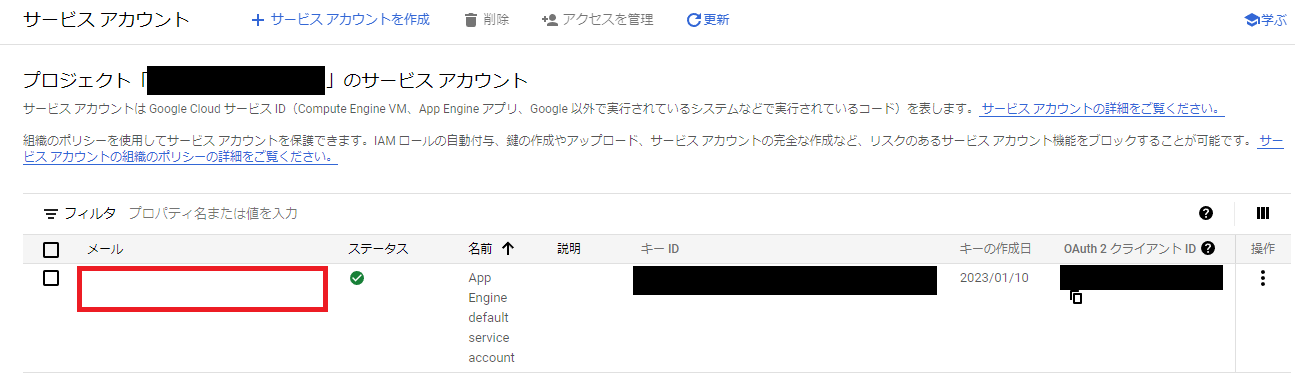 サービス アカウント ＋ サービス アカウントを作成 削除 アクセスを管理 更新 学ぶ
プロジェクト「 」のサービス アカウント
サービス アカウントは Google Cloud サービス ID（Compute Engine VM、App Engine アプリ、Google 以外で実行されているシステムなどで実行されているコード）を表します。 サービス アカウントの詳細をご覧ください。
組織のポリシーを使用してサービス アカウントを保護できます。IAM ロールの自動付与、鍵の作成やアップロード、サービス アカウントの完全な作成など、リスクのあるサービス アカウント機能をブロックすることが可能です。 サー
ビス アカウントの組織のポリシーの詳細をご覧ください。
フィルタ プロパティ名または値を入力
メール ステータス 名前 説明 キー ID キーの作成日 OAuth 2 クライアント ID 操作
App 2023/01/10
Engine
default
service
account